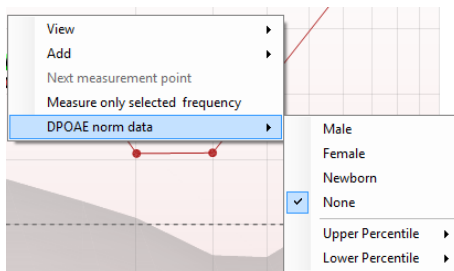 View
Add
Next measurement point
Measure only selected frequency
DPOAE norm data
Male
Female
Newborn
None
Upper Percentile
Lower Percentile